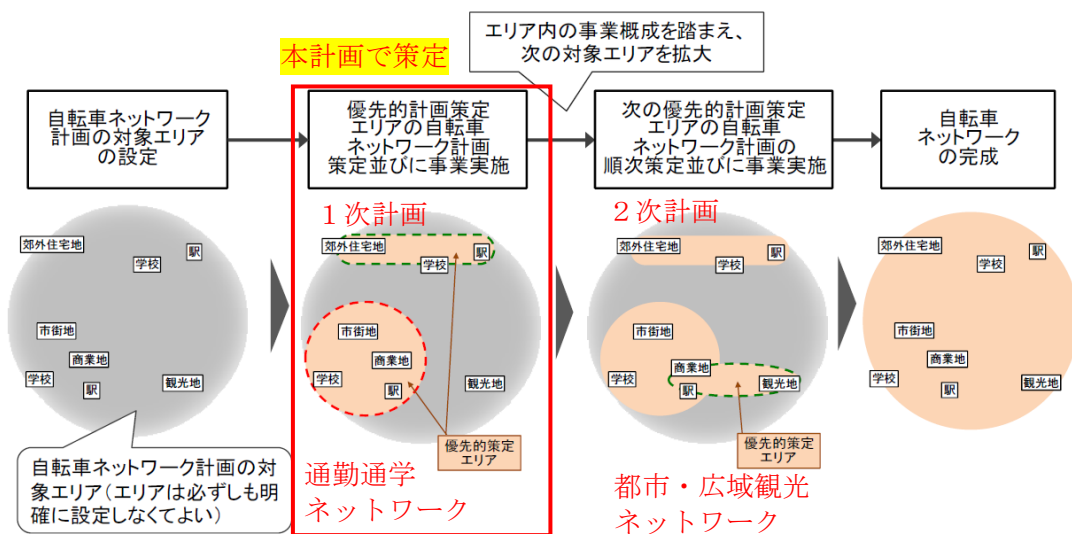 エリア内の事業概成を踏まえ、
次の対象エリアを拡大
本計画で策定
自転車ネットワーク
計画の対象エリア
の設定
優先的計画策定
エリアの自転車
ネットワーク計画
策定並びに事業実施
次の優先的計画策定
エリアの自転車
ネットワーク計画の
順次策定並びに事業実施
自転車
ネットワーク
の完成
郊外住宅地
駅
学校
市街地
商業地
学校
駅
観光地
自転車ネットワーク計画の対
象エリア(エリアは必ずしも明
確に設定しなくてよい)
1次計画
郊外住宅地
駅
学校
市街地
商業地
学校
駅
観光地
優先的策定
エリア
通勤通学
ネットワーク
2次計画
郊外住宅地
駅
学校
市街地
商業地
学校
駅
観光地
優先的策定
エリア
都市・広域観光
ネットワーク
郊外住宅地
駅
学校
市街地
商業地
学校
駅
観光地